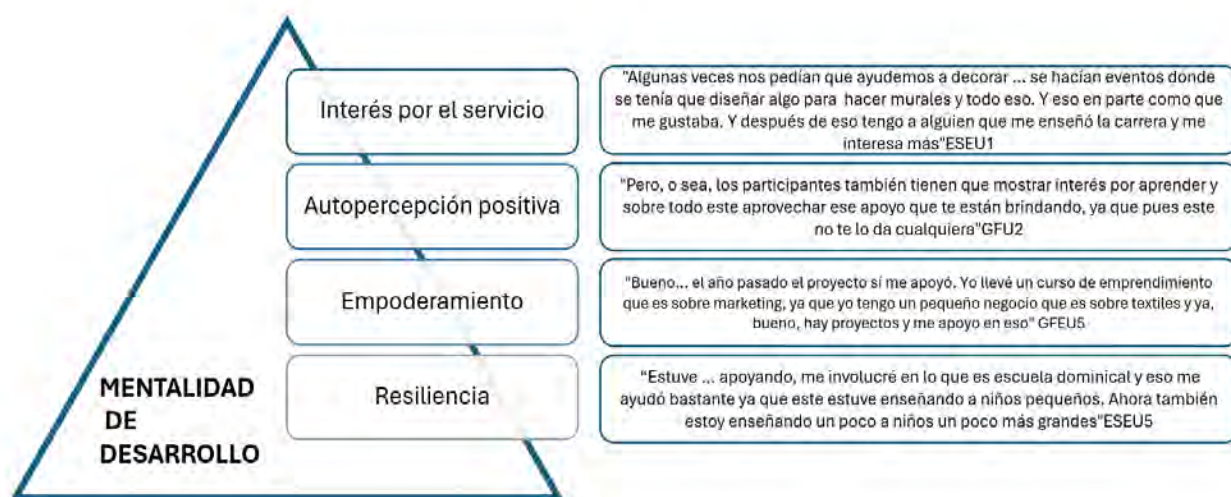 Interés por el servicio
"Algunas veces nos pedían que ayudemos a decorar ... se hacían eventos donde
se tenía que diseñar algo para hacer murales y todo eso. Y eso en parte como que
me gustaba. Y después de eso tengo a alguien que me enseñó la carrera y me
interesa más"ESEU1
Autopercepción positiva
"Pero, o sea, los participantes también tienen que mostrar interés por aprender y
sobre todo este aprovechar ese apoyo que te están brindando, ya que pues este
no te lo da cualquiera"GFU2
Empoderamiento
"Bueno... el año pasado el proyecto sí me apoyó. Yo llevé un curso de emprendimiento
que es sobre marketing, ya que yo tengo un pequeño negocio que es sobre textiles y ya,
bueno, hay proyectos y me apoyo en eso" GFEU5
Resiliencia
"Estuve ... apoyando, me involucré en lo que es escuela dominical y eso me
ayudó bastante ya que este estuve enseñando a niños pequeños. Ahora también
estoy enseñando un poco a niños un poco más grandes"ESEU5
MENTALIDAD
DE
DESARROLLO